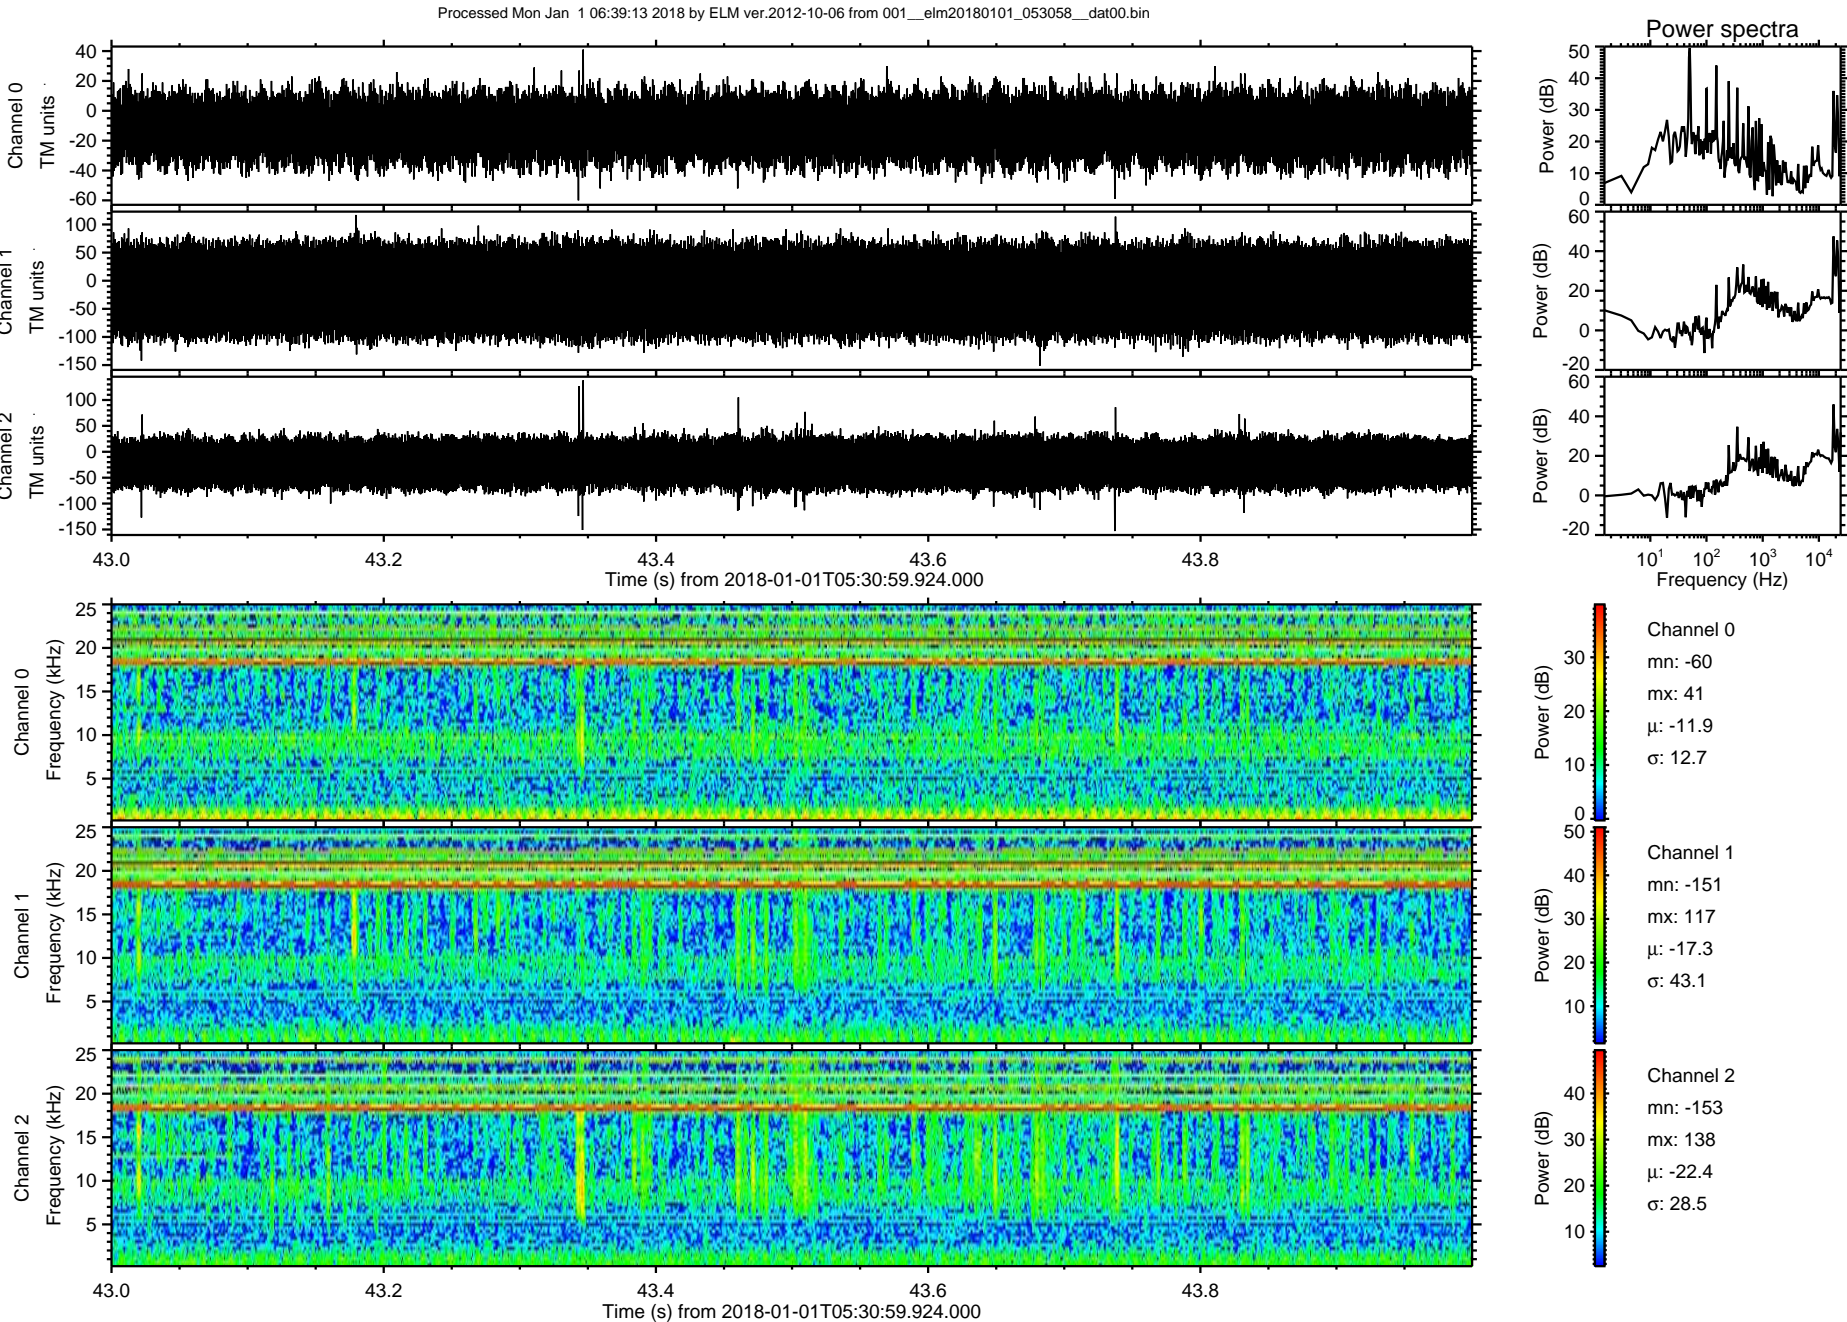 Processed Mon Jan  1 06:39:13 2018 by ELM ver.2012-10-06 from 001__elm20180101_053058__dat00.bin
Power spectra
Channel 0
TM units
40
20
0
-20
-40
-60
Power (dB)
50
40
30
20
10
0
Channel 1
TM units
100
50
0
-50
-100
-150
Power (dB)
60
40
20
0
-20
Channel 2
TM units
100
50
0
-50
-100
-150
Power (dB)
60
40
20
0
-20
43.0 43.2 43.4 43.6 43.8
Time (s) from 2018-01-01T05:30:59.924.000
10^1 10^2 10^3 10^4
Frequency (Hz)
Channel 0
Frequency (kHz)
25
20
15
10
5
Power (dB)
30
20
10
0
Channel 0
mn: -60
mx: 41
μ: -11.9
σ: 12.7
Channel 1
Frequency (kHz)
25
20
15
10
5
Power (dB)
50
40
30
20
10
Channel 1
mn: -151
mx: 117
μ: -17.3
σ: 43.1
Channel 2
Frequency (kHz)
25
20
15
10
5
Power (dB)
40
30
20
10
Channel 2
mn: -153
mx: 138
μ: -22.4
σ: 28.5
43.0 43.2 43.4 43.6 43.8
Time (s) from 2018-01-01T05:30:59.924.000